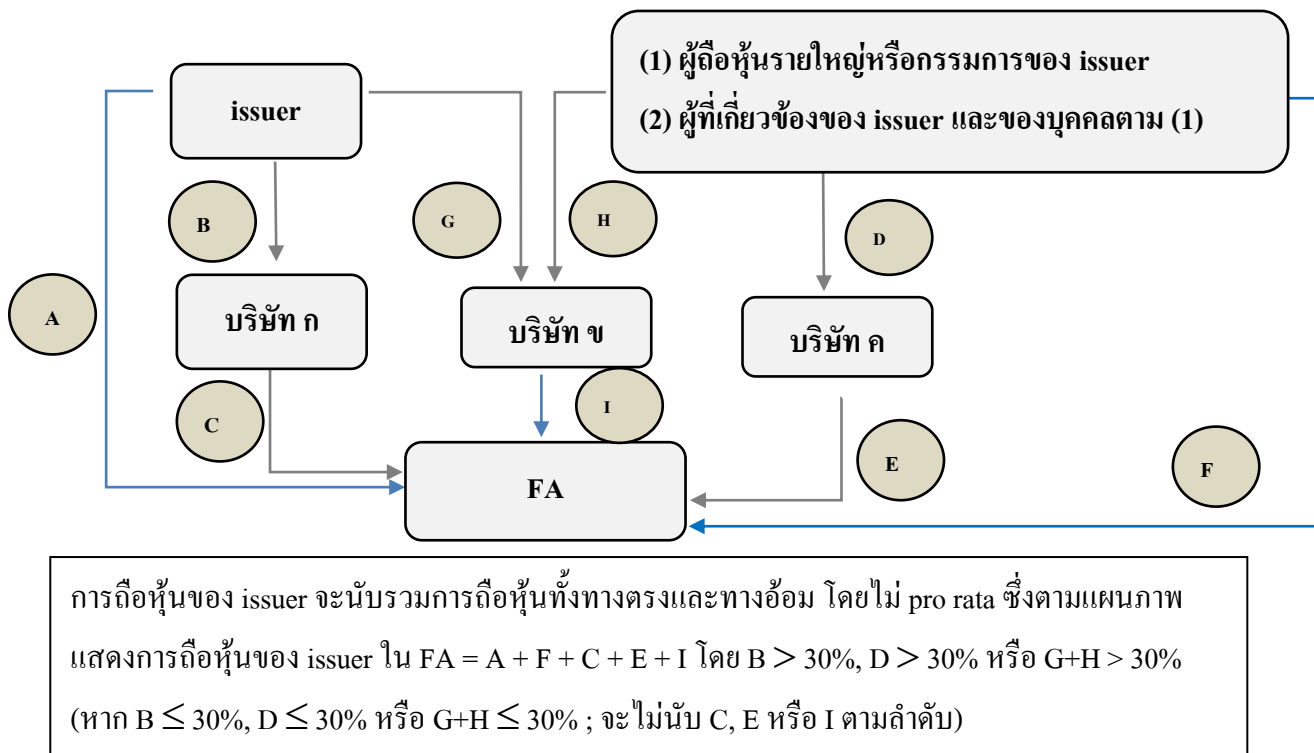 (1) ผู้ถือหุ้นรายใหญ่หรือกรรมการของ issuer
(2) ผู้ที่เกี่ยวข้องของ issuer และของบุคคลตาม (1)
issuer
B
G
H
D
A
บริษัท ก
บริษัท ข
บริษัท ค
C
I
E
F
FA
การถือหุ้นของ issuer จะนับรวมการถือหุ้นทั้งทางตรงและทางอ้อม โดยไม่ pro rata ซึ่งตามแผนภาพ
แสดงการถือหุ้นของ issuer ใน FA = A + F + C + E + I โดย B > 30%, D > 30% หรือ G+H > 30%
(หาก B ≤ 30%, D ≤ 30% หรือ G+H ≤ 30% ; จะไม่นับ C, E หรือ I ตามลำดับ)